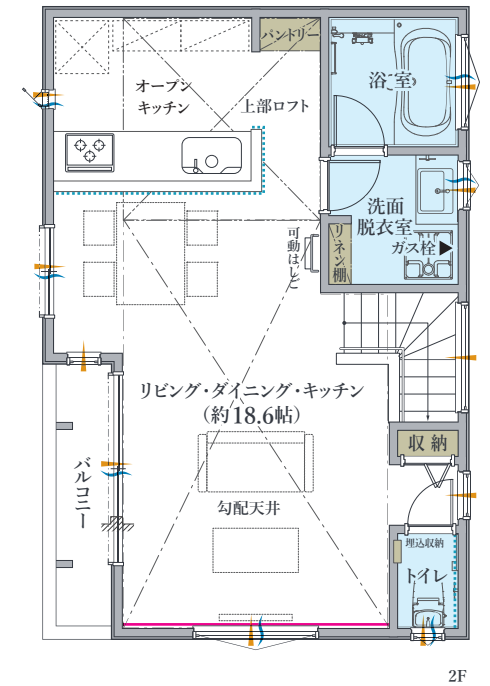 パントリー
オープン
キッチン
上部ロフト
浴室
洗面
脱衣室
ガス栓▶
リネン棚
可動はしご
リビング・ダイニング・キッチン
(約18.6帖)
収納
バルコニー
勾配天井
埋込収納
トイレ
2F